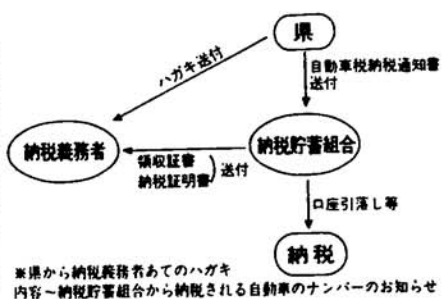 県
ハガキ送付
自動車税納税通知書
送付
納税義務者
納税貯蓄組合
領収証書
納税証明書
送付
口座引落し等
納税
※県から納税義務者あてのハガキ
内容～納税貯蓄組合から納税される自動車のナンバーのお知らせ